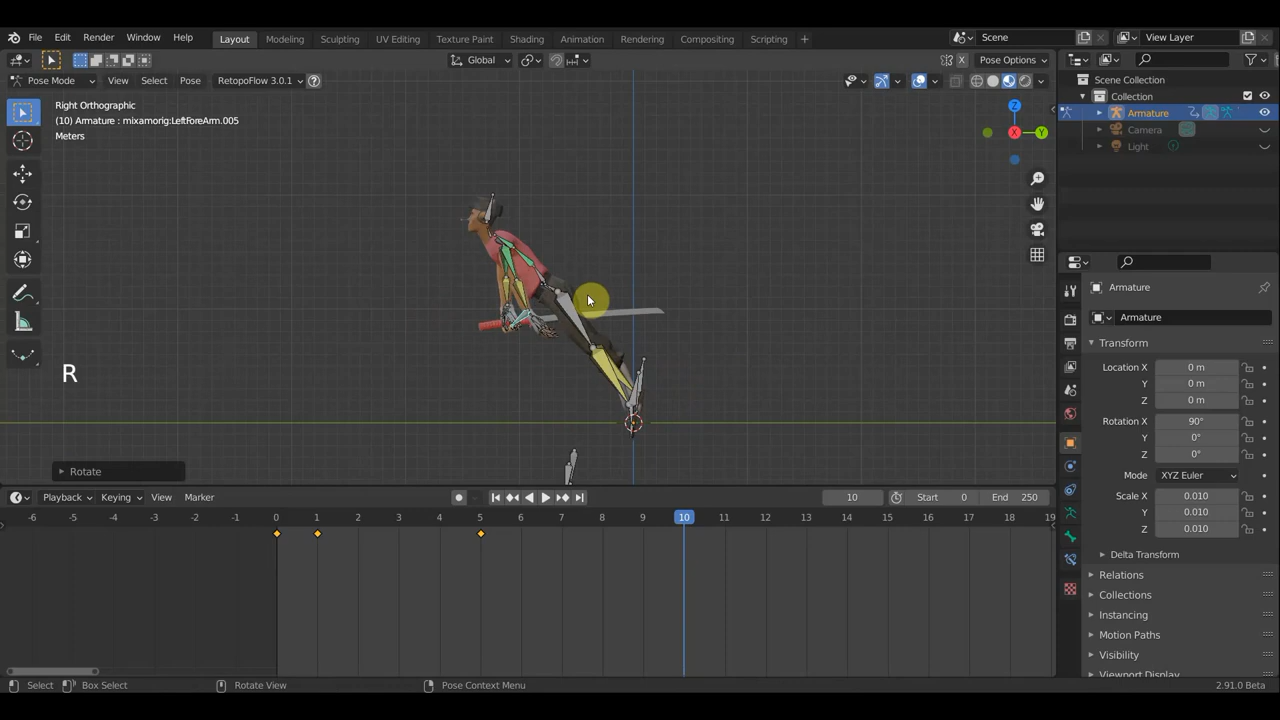 File Edit Render Window Help Layout Modeling Sculpting UV Editing Texture Paint Shading Animation Rendering Compositing Scripting + Scene View Layer
Global Pose Options
Pose Mode View Select Pose RetopoFlow 3.0.1
Scene Collection
Collection
Armature
Camera
Light
Right Orthographic
(10) Armature : mixamorig:LeftForeArm.005
Meters
Z
X
Y
R
Rotate
Armature
Armature
Transform
Location X 0 m
Y 0 m
Z 0 m
Rotation X 90°
Y 0°
Z 0°
Mode XYZ Euler
Scale X 0.010
Y 0.010
Z 0.010
Delta Transform
Relations
Collections
Instancing
Motion Paths
Visibility
Viewport Display
Playback Keying View Marker 10 Start 0 End 250
-6 -5 -4 -3 -2 -1 0 1 2 3 4 5 6 7 8 9 10 11 12 13 14 15 16 17 18 19
Select Box Select Rotate View Pose Context Menu 2.91.0 Beta